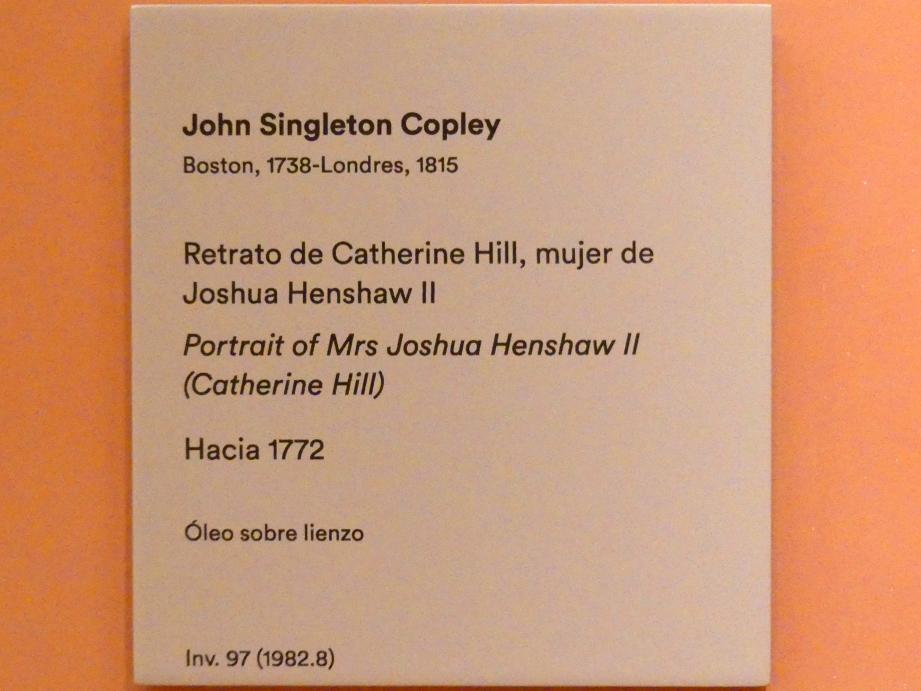 John Singleton Copley
Boston, 1738-Londres, 1815
Retrato de Catherine Hill, mujer de
Joshua Henshaw II
Portrait of Mrs Joshua Henshaw II
(Catherine Hill)
Hacia 1772
Óleo sobre lienzo
Inv. 97 (1982.8)